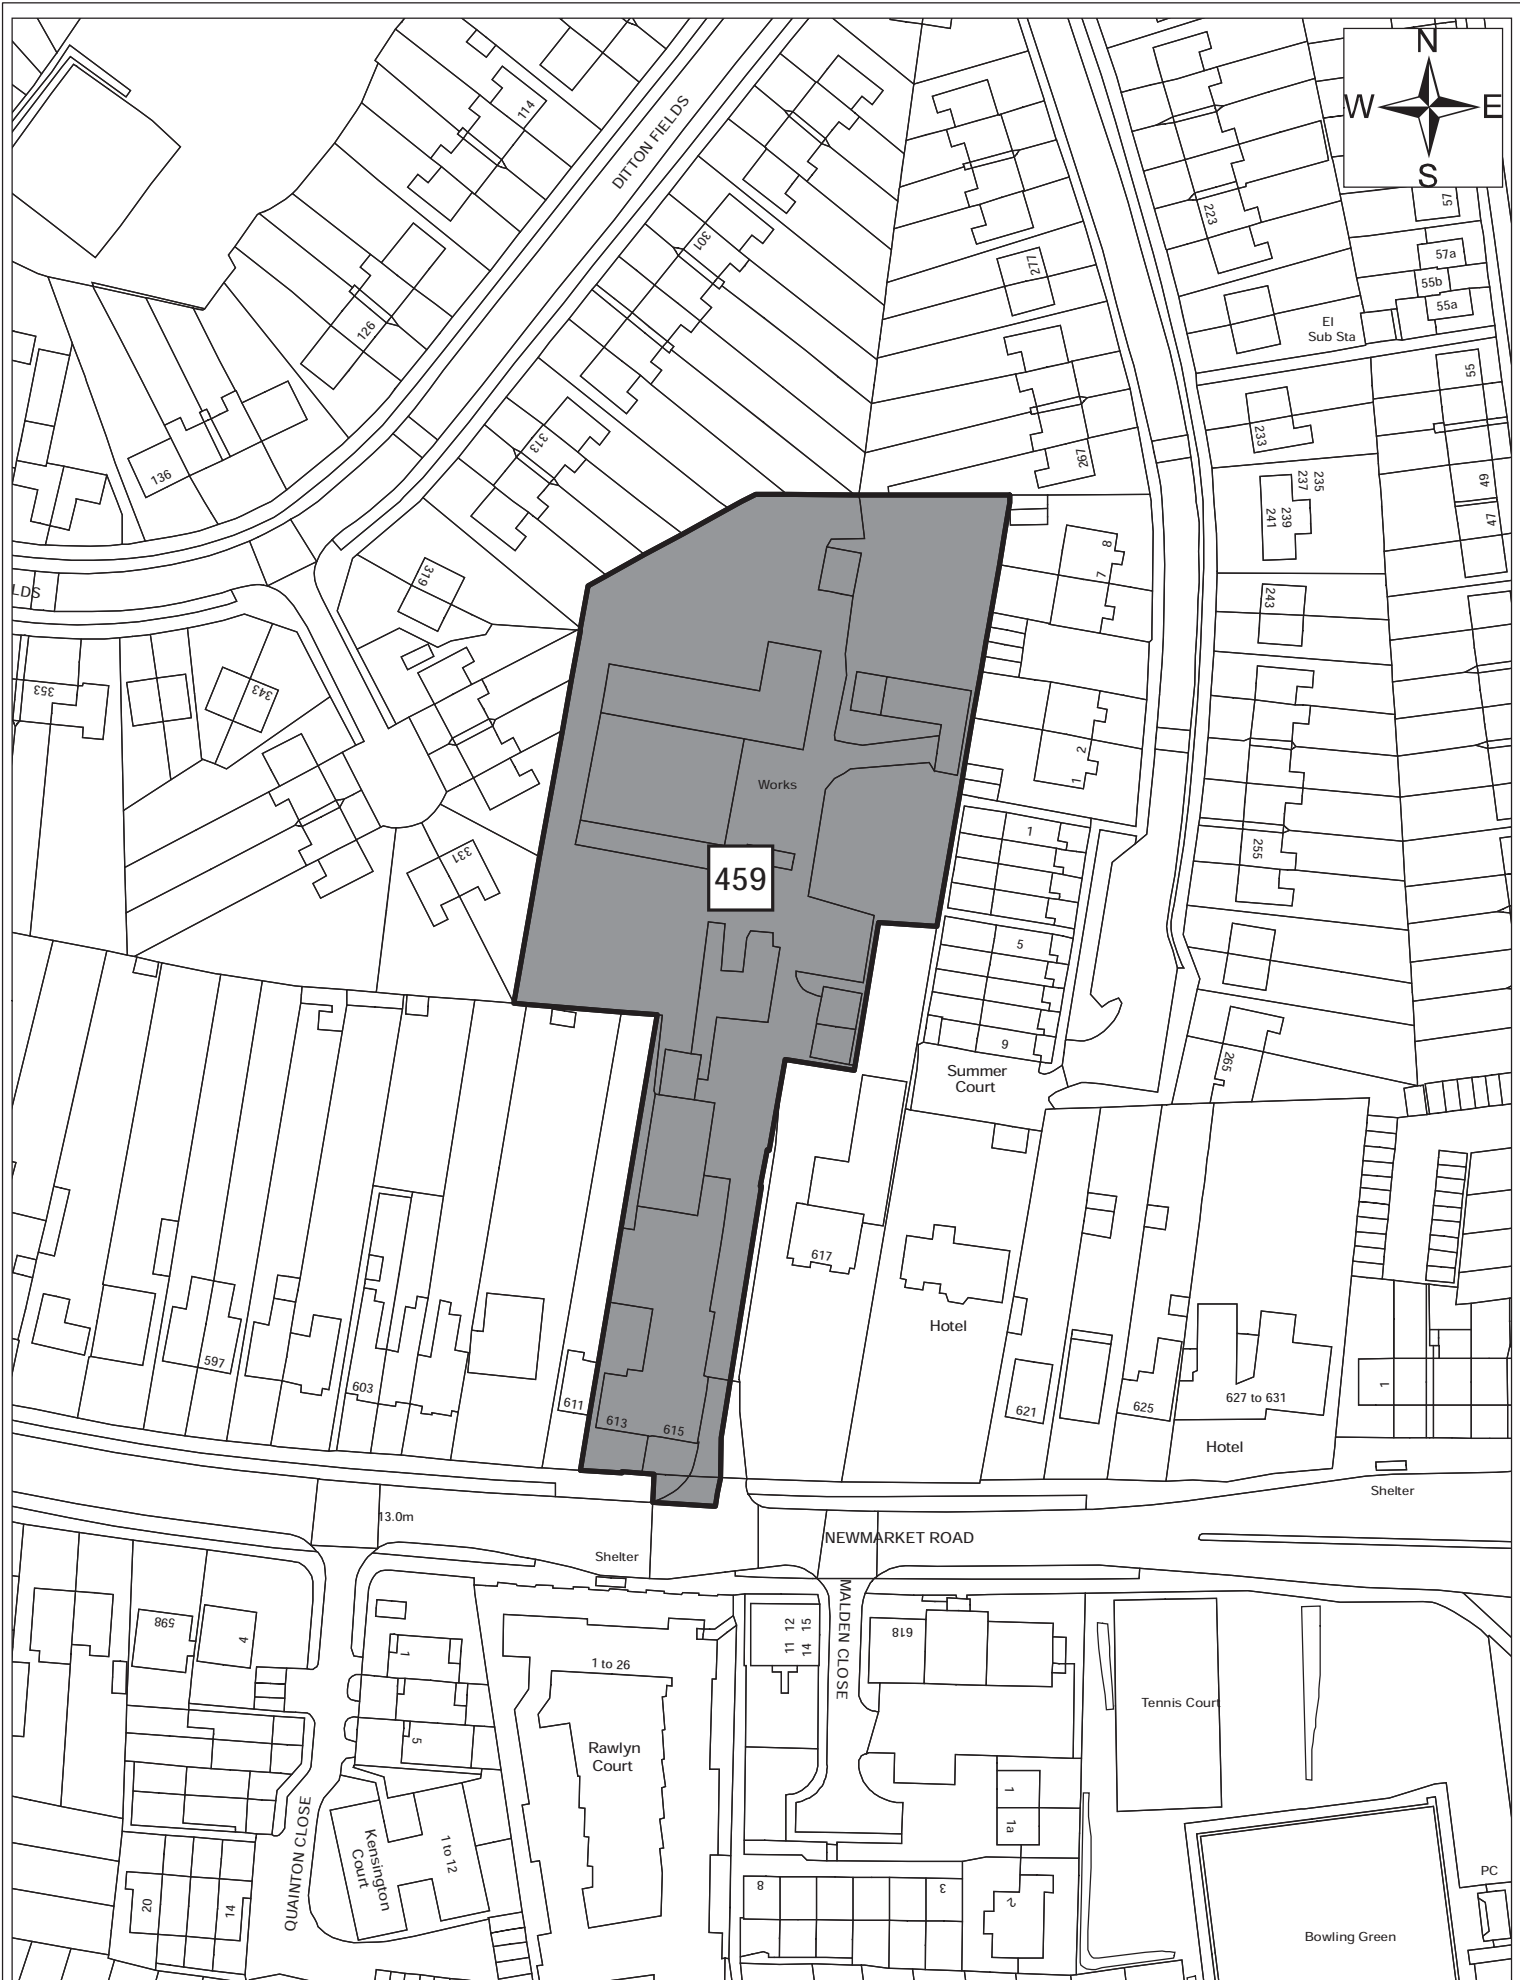 N
W E
S
114
DITTON FIELDS
301
126
313
136
319
LDS
353
343
331
277
223
57
57a
55b
55a
El
Sub Sta
55
267
233
235
237
239
241
49
47
243
8
7
2
1
Works
459
1
5
9
Summer
Court
255
265
617
Hotel
597
603
611
613
615
621
625
627 to 631
Hotel
1
Shelter
13.0m
NEWMARKET ROAD
Shelter
MALDEN CLOSE
598
4
1
5
1 to 26
Rawlyn
Court
11 12
14 15
618
Tennis Court
QUAINTON CLOSE
Kensington
Court
1 to 12
1
1a
20
14
8
3
2
PC
Bowling Green